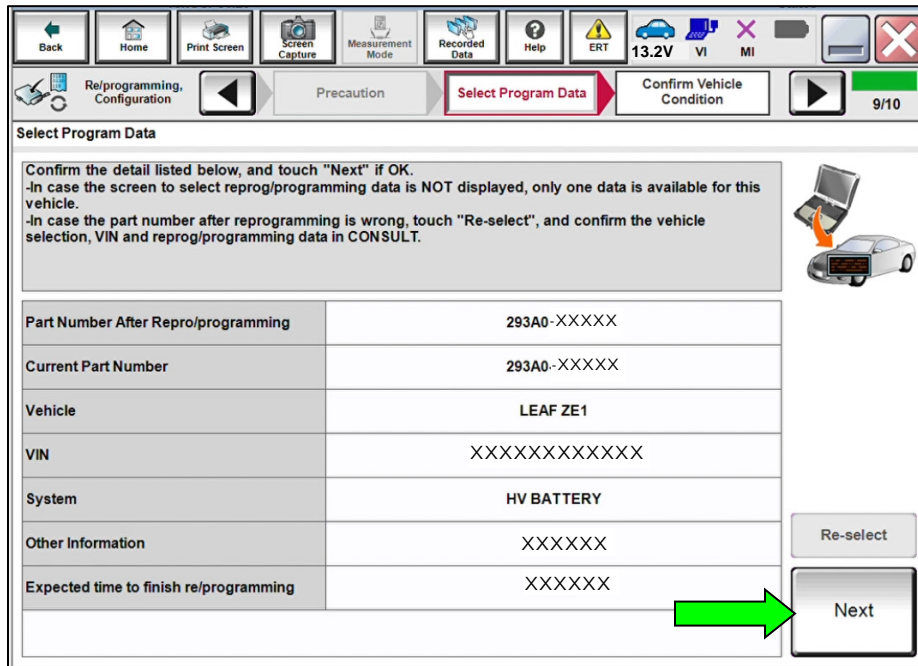 Back
Home
Print Screen
Screen
Capture
Measurement
Mode
Recorded
Data
Help
ERT
13.2V
VI
MI
Re/programming,
Configuration
Precaution
Select Program Data
Confirm Vehicle
Condition
9/10
Select Program Data
Confirm the detail listed below, and touch "Next" if OK.
-In case the screen to select reprog/programming data is NOT displayed, only one data is available for this
vehicle.
-In case the part number after reprogramming is wrong, touch "Re-select", and confirm the vehicle
selection, VIN and reprog/programming data in CONSULT.
Part Number After Repro/programming
293A0-XXXXX
Current Part Number
293A0-XXXXX
Vehicle
LEAF ZE1
VIN
XXXXXXXXXXXX
System
HV BATTERY
Other Information
XXXXXX
Expected time to finish re/programming
XXXXXX
Re-select
Next